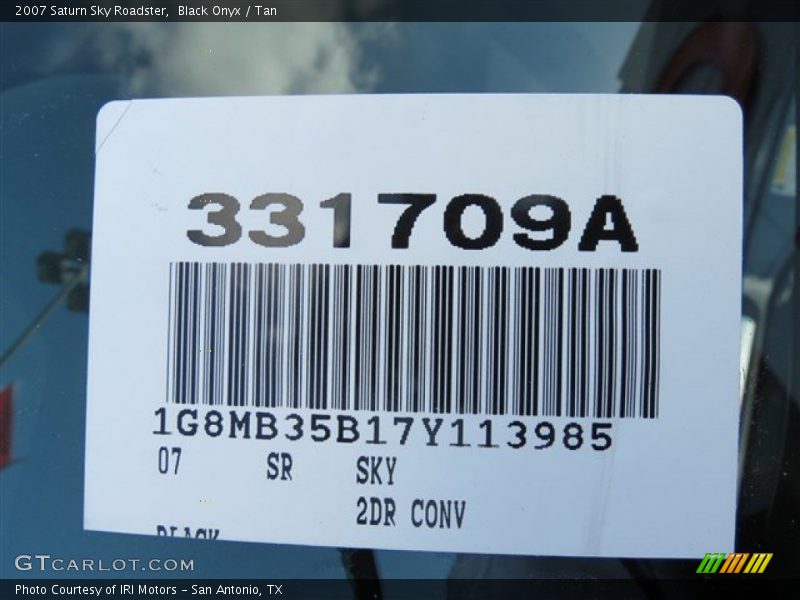 2007 Saturn Sky Roadster,  Black Onyx / Tan
331709A
1G8MB35B17Y113985
07 SR SKY
2DR CONV
BLACK
GTCARLOT.COM
Photo Courtesy of IRI Motors – San Antonio, TX